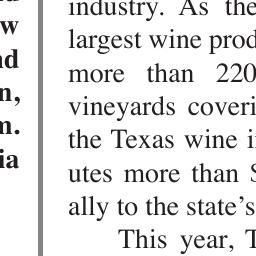 w
nd
n,
m.
ia
industry. As the
largest wine prod
more than 220
vineyards coveri
the Texas wine i
utes more than
ally to the state's
This year, T